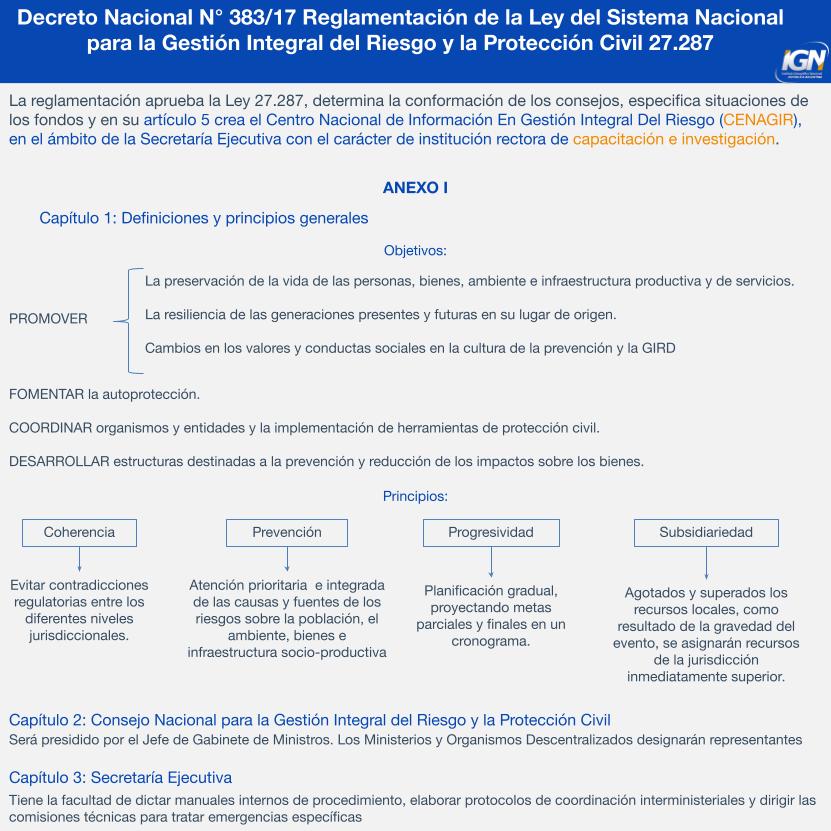 Decreto Nacional N° 383/17 Reglamentación de la Ley del Sistema Nacional
para la Gestión Integral del Riesgo y la Protección Civil 27.287
IGN
La reglamentación aprueba la Ley 27.287, determina la conformación de los consejos, especifica situaciones de
los fondos y en su artículo 5 crea el Centro Nacional de Información En Gestión Integral Del Riesgo (CENAGIR),
en el ámbito de la Secretaría Ejecutiva con el carácter de institución rectora de capacitación e investigación.
ANEXO I
Capítulo 1: Definiciones y principios generales
Objetivos:
PROMOVER
La preservación de la vida de las personas, bienes, ambiente e infraestructura productiva y de servicios.
La resiliencia de las generaciones presentes y futuras en su lugar de origen.
Cambios en los valores y conductas sociales en la cultura de la prevención y la GIRD
FOMENTAR la autoprotección.
COORDINAR organismos y entidades y la implementación de herramientas de protección civil.
DESARROLLAR estructuras destinadas a la prevención y reducción de los impactos sobre los bienes.
Principios:
Coherencia
Evitar contradicciones
regulatorias entre los
diferentes niveles
jurisdiccionales.
Prevención
Atención prioritaria e integrada
de las causas y fuentes de los
riesgos sobre la población, el
ambiente, bienes e
infraestructura socio-productiva
Progresividad
Planificación gradual,
proyectando metas
parciales y finales en un
cronograma.
Subsidiariedad
Agotados y superados los
recursos locales, como
resultado de la gravedad del
evento, se asignarán recursos
de la jurisdicción
inmediatamente superior.
Capítulo 2: Consejo Nacional para la Gestión Integral del Riesgo y la Protección Civil
Será presidido por el Jefe de Gabinete de Ministros. Los Ministerios y Organismos Descentralizados designarán representantes
Capítulo 3: Secretaría Ejecutiva
Tiene la facultad de dictar manuales internos de procedimiento, elaborar protocolos de coordinación interministeriales y dirigir las
comisiones técnicas para tratar emergencias específicas